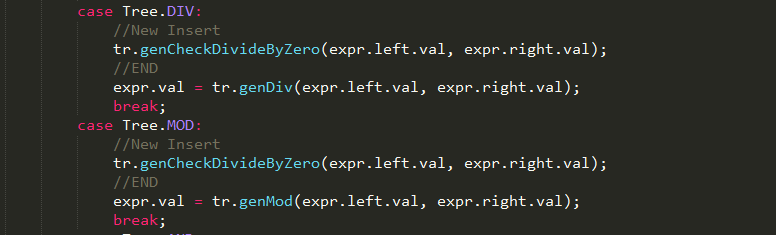 case Tree.DIV:
//New Insert
tr.genCheckDivideByZero(expr.left.val, expr.right.val);
//END
expr.val = tr.genDiv(expr.left.val, expr.right.val);
break;
case Tree.MOD:
//New Insert
tr.genCheckDivideByZero(expr.left.val, expr.right.val);
//END
expr.val = tr.genMod(expr.left.val, expr.right.val);
break;